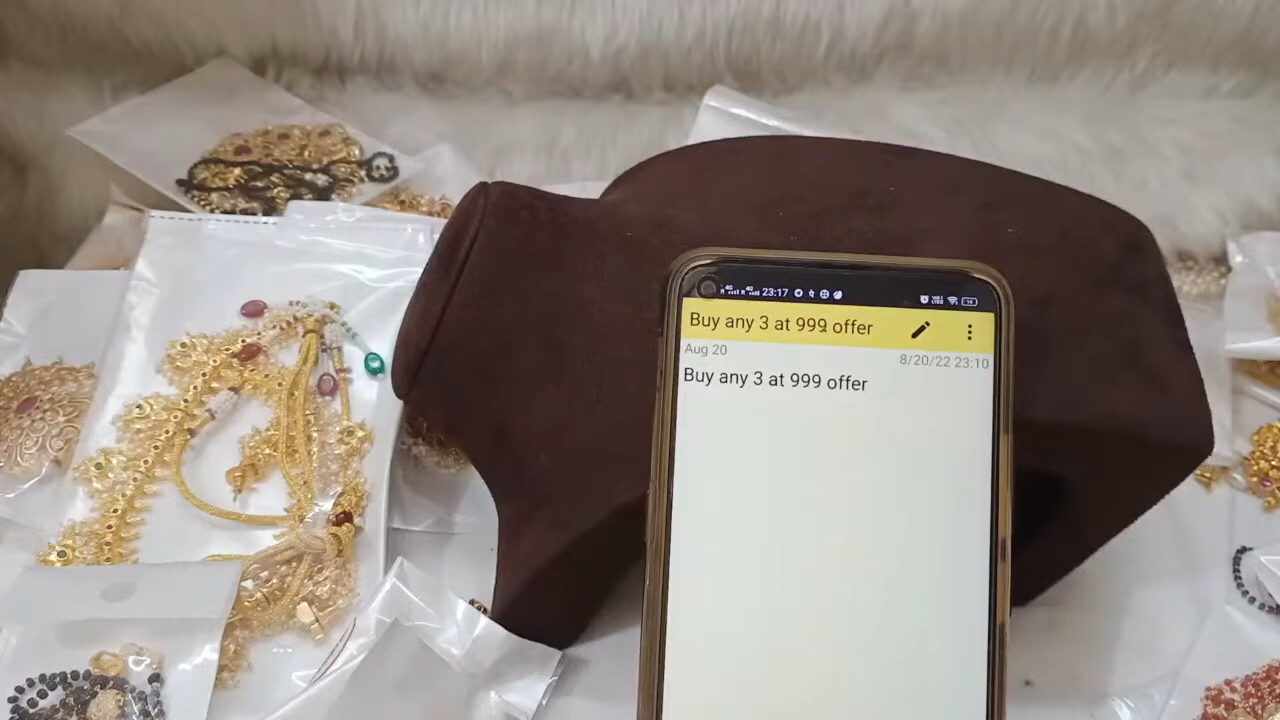 23:17
Buy any 3 at 999 offer
Aug 20
8/20/22 23:10
Buy any 3 at 999 offer